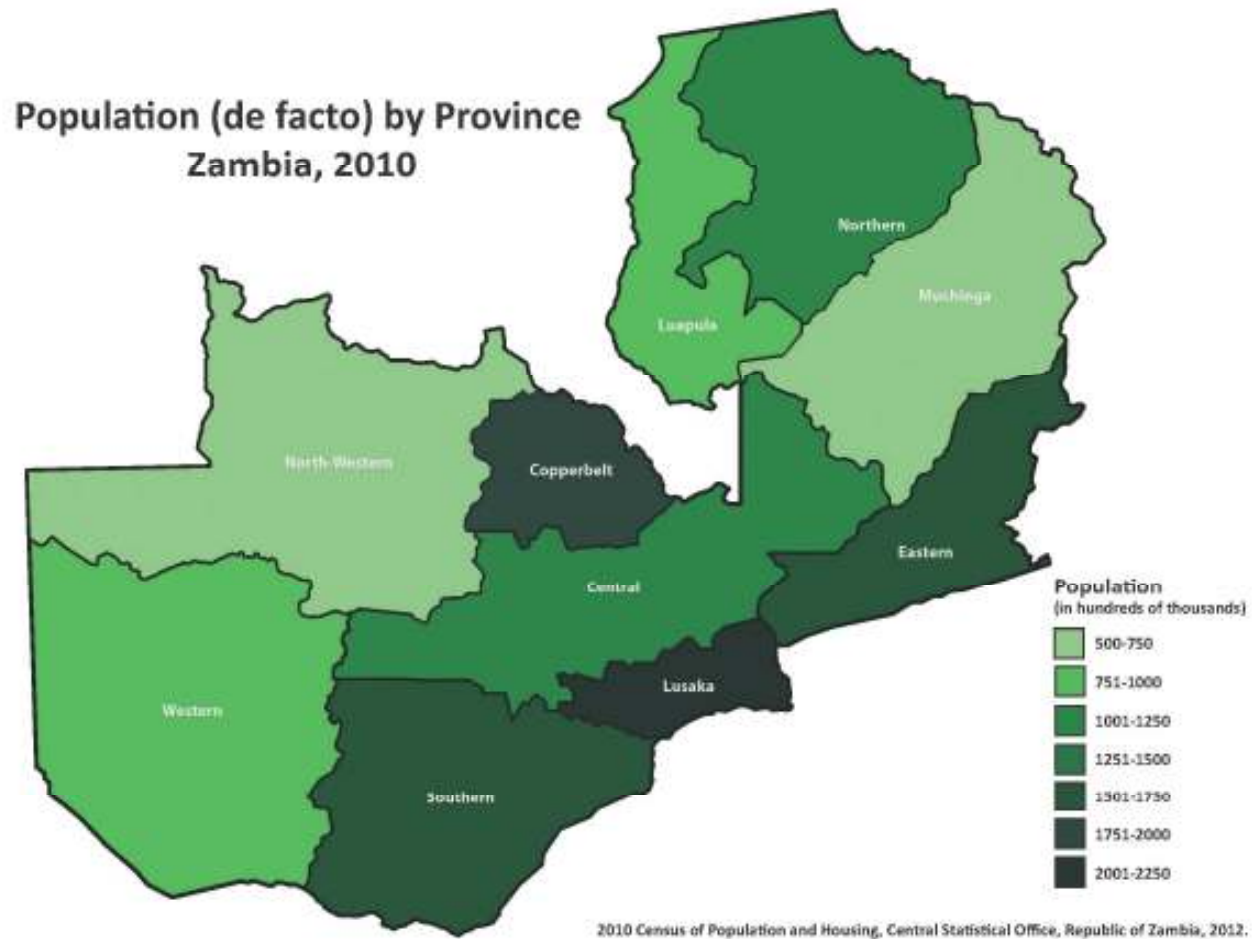 Population (de facto) by Province
Zambia, 2010
Northern
Muchinga
Luapula
North-Western
Copperbelt
Eastern
Central
Lusaka
Western
Southern
Population
(in hundreds of thousands)
500-750
751-1000
1001-1250
1251-1500
1501-1750
1751-2000
2001-2250
2010 Census of Population and Housing, Central Statistical Office, Republic of Zambia, 2012.